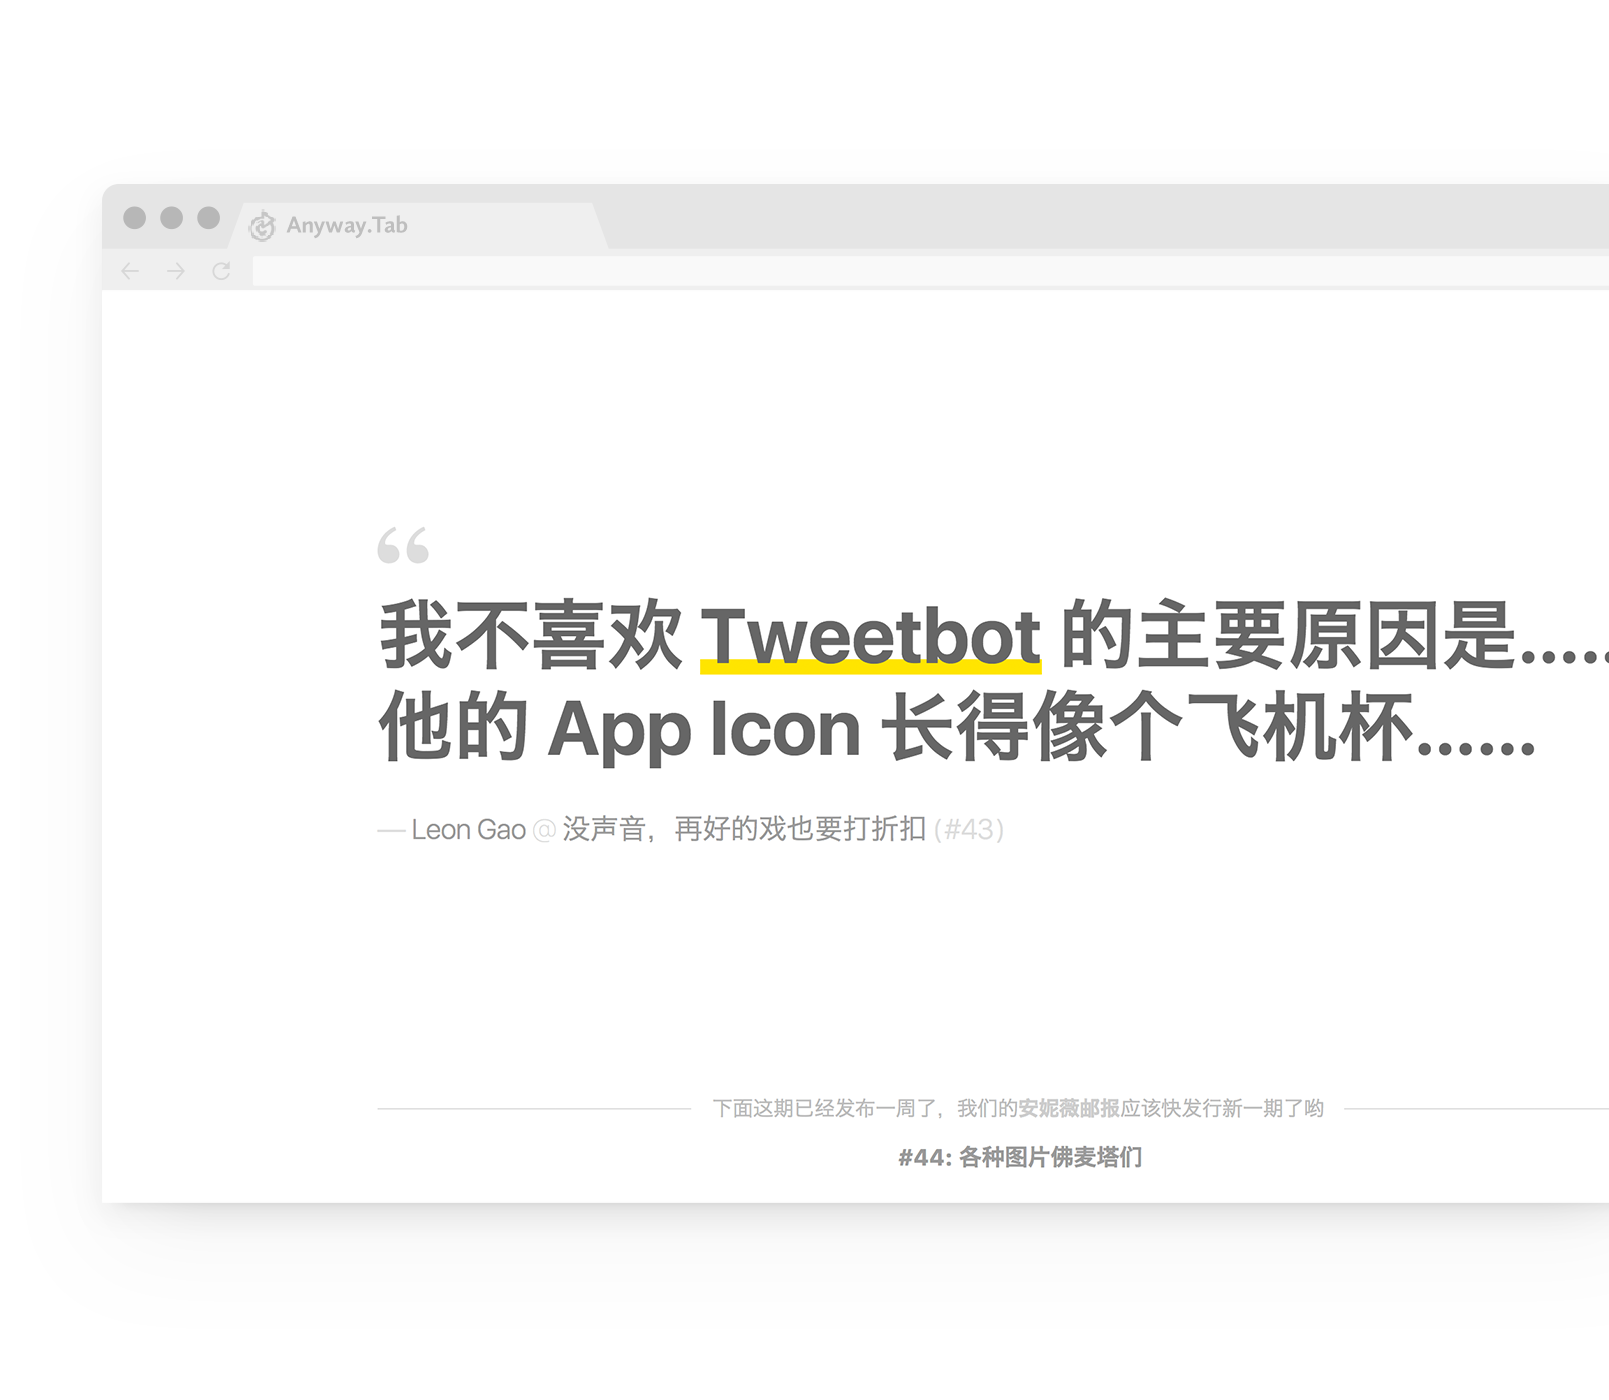 Anyway.Tab
“
我不喜欢 Tweetbot 的主要原因是……
他的 App Icon 长得像个飞机杯……
— Leon Gao @ 没声音，再好的戏也要打折扣 (#43)
下面这期已经发布一周了，我们的安妮薇邮报应该快发行新一期了哟
#44: 各种图片佛麦塔们